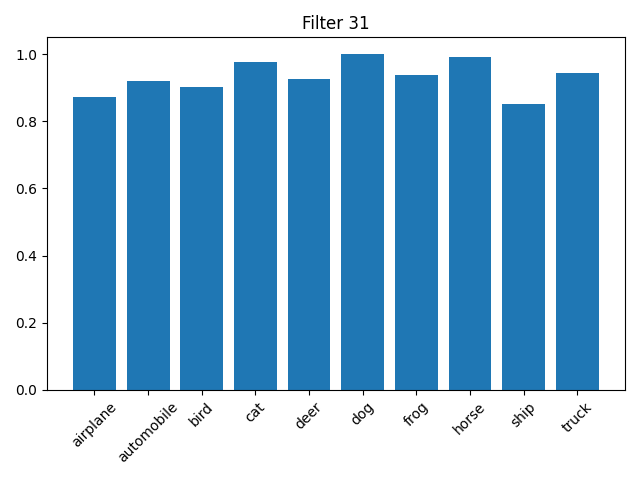 Filter 31
1.0
0.8
0.6
0.4
0.2
0.0
airplane
automobile
bird
cat
deer
dog
frog
horse
ship
truck